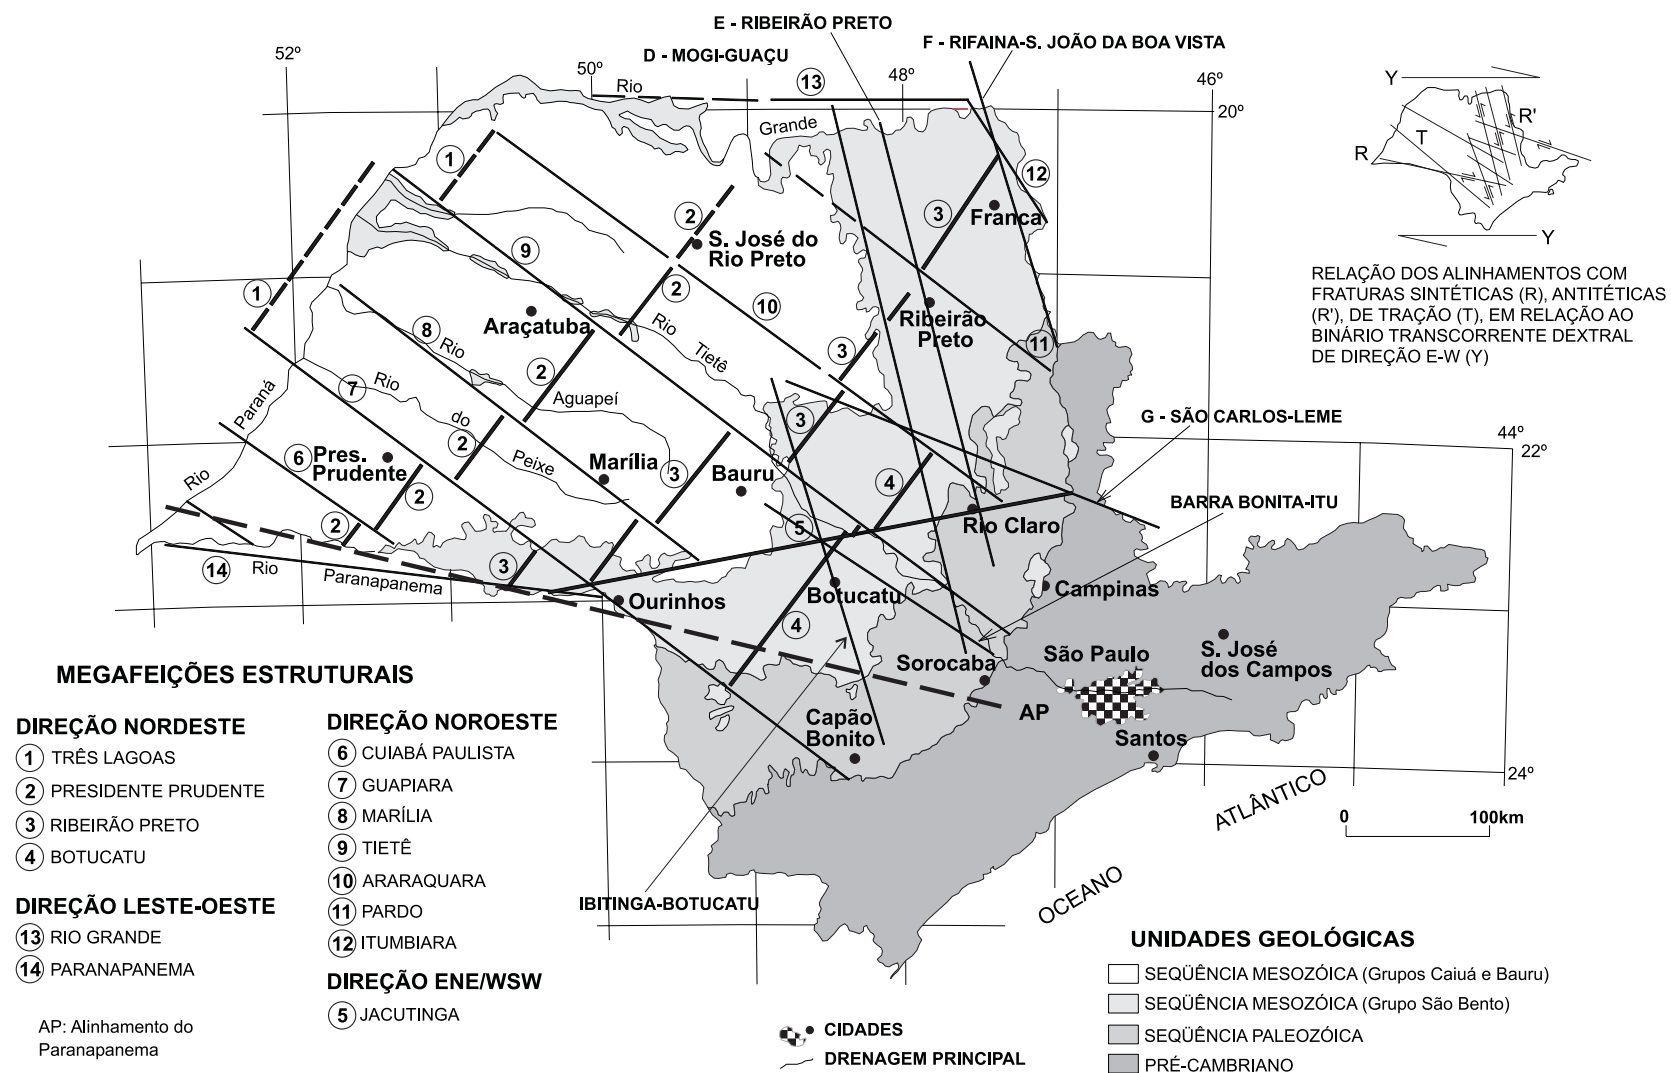 E - RIBEIRÃO PRETO
D - MOGI-GUAÇU
F - RIFAINA-S. JOÃO DA BOA VISTA
52º
50º
48º
46º
20º
Rio
13
Grande
1
2
S. José do
Rio Preto
3
Franca
12
9
2
10
1
Araçatuba
8
Rio
Rio
Tietê
Ribeirão
Preto
11
3
2
Aguapeí
7
Rio
do
Peixe
Paraná
3
G - SÃO CARLOS-LEME
44º
22º
6
Pres.
Prudente
2
2
Marília
3
Bauru
4
BARRA BONITA-ITU
Rio
2
5
Rio Claro
14
Rio
Paranapanema
3
Ourinhos
Botucatu
Campinas
4
Sorocaba
São Paulo
S. José
dos Campos
AP
Capão
Bonito
Santos
24º
ATLÂNTICO
OCEANO
0
100km
IBITINGA-BOTUCATU
Y
R'
T
R
Y
RELAÇÃO DOS ALINHAMENTOS COM
FRATURAS SINTÉTICAS (R), ANTITÉTICAS
(R'), DE TRAÇÃO (T), EM RELAÇÃO AO
BINÁRIO TRANSCORRENTE DEXTRAL
DE DIREÇÃO E-W (Y)
MEGAFEIÇÕES ESTRUTURAIS
DIREÇÃO NORDESTE
1 TRÊS LAGOAS
2 PRESIDENTE PRUDENTE
3 RIBEIRÃO PRETO
4 BOTUCATU
DIREÇÃO LESTE-OESTE
13 RIO GRANDE
14 PARANAPANEMA
AP: Alinhamento do
Paranapanema
DIREÇÃO NOROESTE
6 CUIABÁ PAULISTA
7 GUAPIARA
8 MARÍLIA
9 TIETÊ
10 ARARAQUARA
11 PARDO
12 ITUMBIARA
DIREÇÃO ENE/WSW
5 JACUTINGA
CIDADES
DRENAGEM PRINCIPAL
UNIDADES GEOLÓGICAS
SEQÜÊNCIA MESOZÓICA (Grupos Caiuá e Bauru)
SEQÜÊNCIA MESOZÓICA (Grupo São Bento)
SEQÜÊNCIA PALEOZÓICA
PRÉ-CAMBRIANO